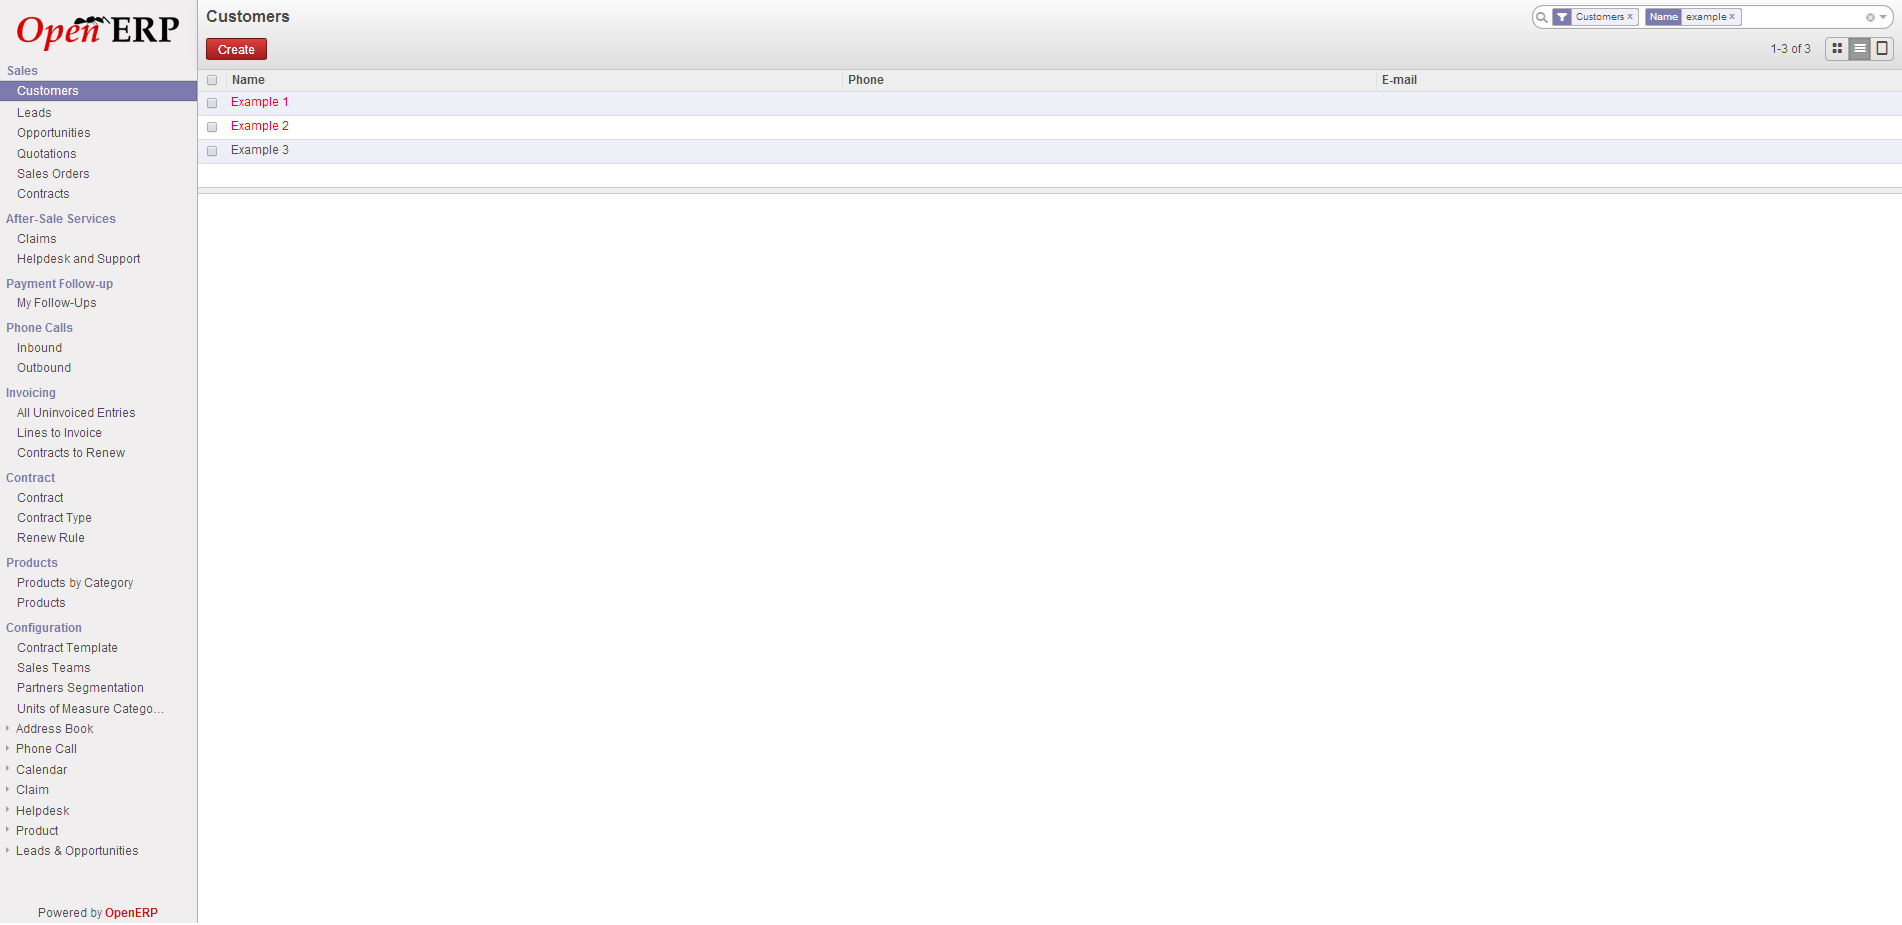 Open ERP
Sales
Customers
Leads
Opportunities
Quotations
Sales Orders
Contracts
After-Sale Services
Claims
Helpdesk and Support
Payment Follow-up
My Follow-Ups
Phone Calls
Inbound
Outbound
Invoicing
All Uninvoiced Entries
Lines to Invoice
Contracts to Renew
Contract
Contract
Contract Type
Renew Rule
Products
Products by Category
Products
Configuration
Contract Template
Sales Teams
Partners Segmentation
Units of Measure Catego...
Address Book
Phone Call
Calendar
Claim
Helpdesk
Product
Leads & Opportunities
Powered by OpenERP
Customers
Customers x Name example x
Create
1-3 of 3
Name Phone E-mail
Example 1
Example 2
Example 3